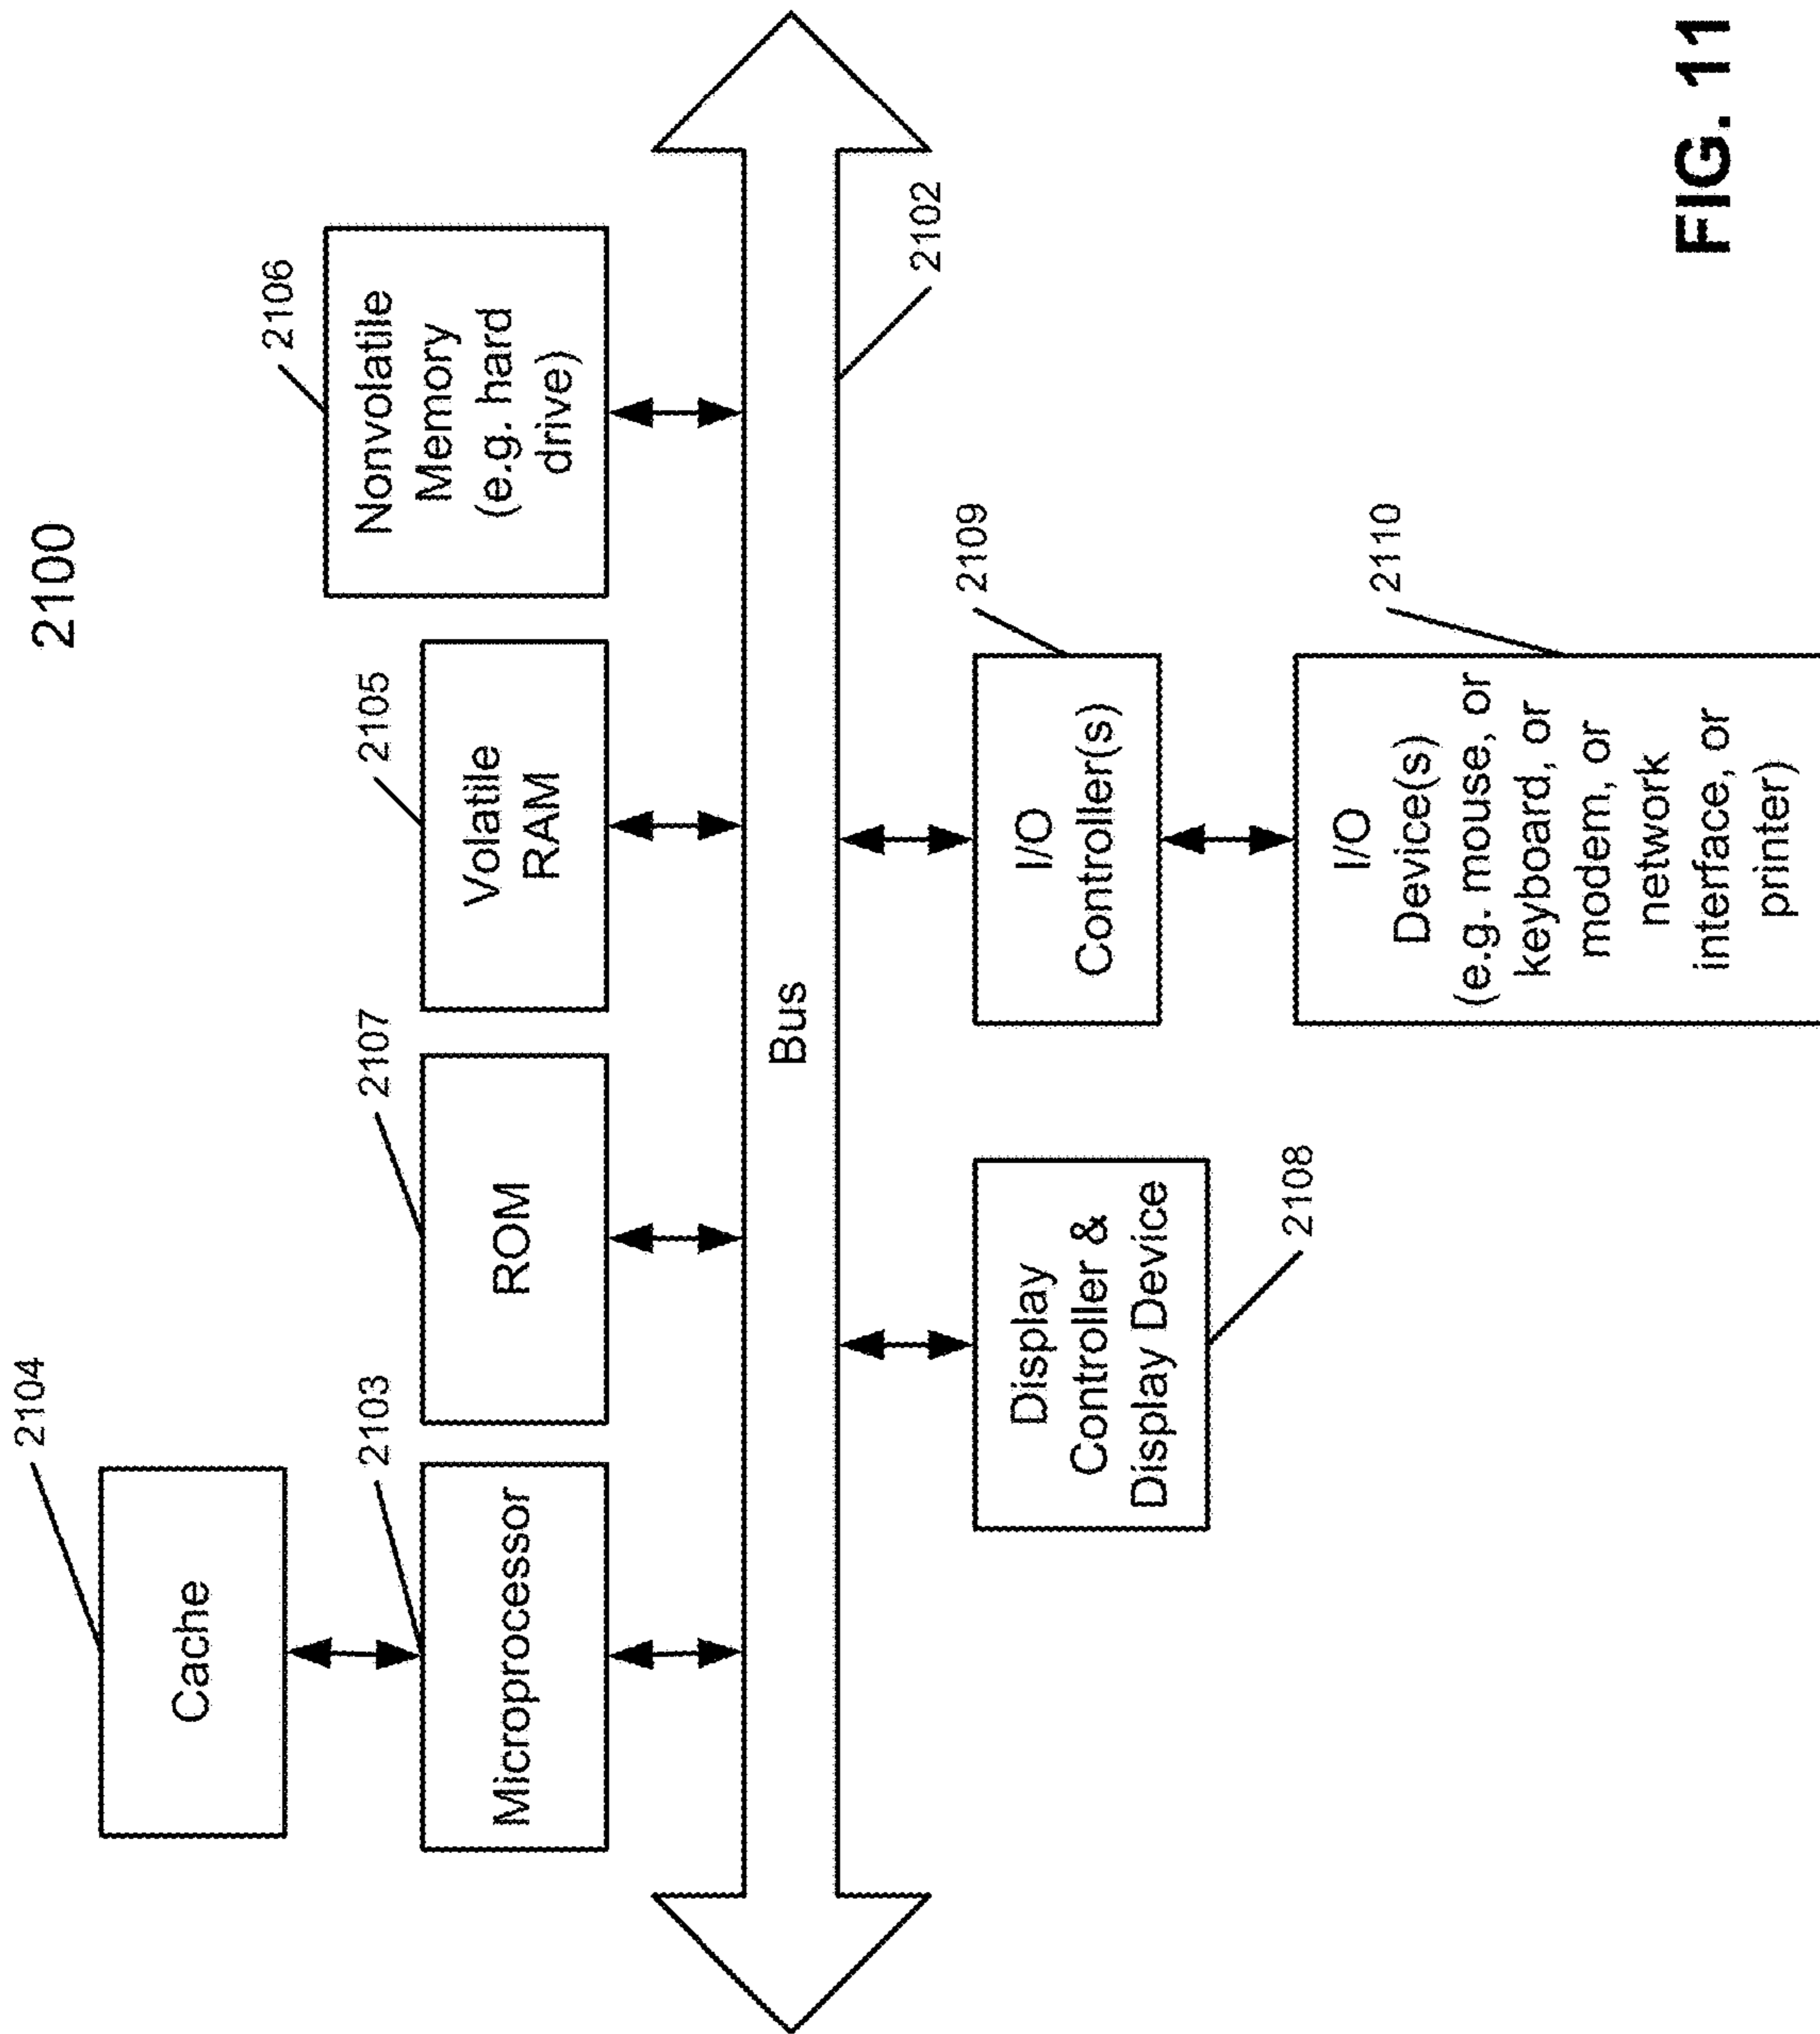 2100
2104
Cache
2103
Microprocessor
2107
ROM
2105
Volatile
RAM
2106
Nonvolatile
Memory
(e.g. hard
drive)
Bus
2102
Display
Controller &
Display Device
2108
I/O
Controller(s)
2109
I/O
Device(s)
(e.g. mouse, or
keyboard, or
modem, or
network
interface, or
printer)
2110
FIG. 11